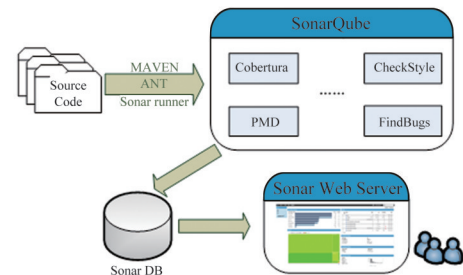 SonarQube
MAVEN
ANT
Sonar runner
Source
Code
Cobertura
CheckStyle
......
PMD
FindBugs
Sonar Web Server
Sonar DB